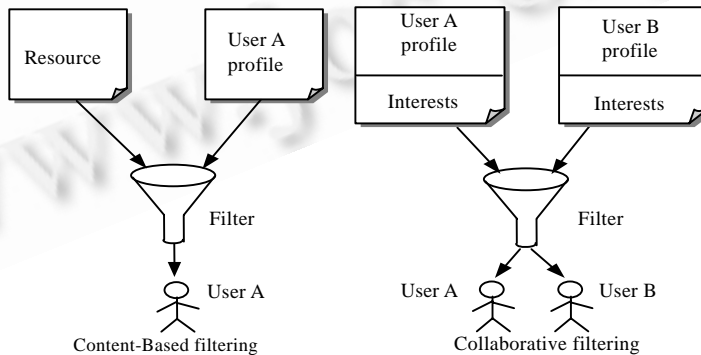 Resource
User A
profile
User A
profile
Interests
User B
profile
Interests
Filter
Filter
User A
User A
User B
Content-Based filtering
Collaborative filtering